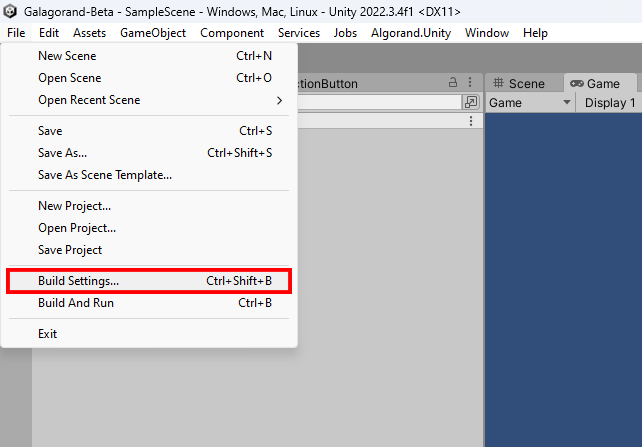 Galagorand-Beta - SampleScene - Windows, Mac, Linux - Unity 2022.3.4f1 <DX11>
File Edit Assets GameObject Component Services Jobs Algorand.Unity Window Help
New Scene Ctrl+N
Open Scene Ctrl+O
Open Recent Scene
Save Ctrl+S
Save As... Ctrl+Shift+S
Save As Scene Template...
New Project...
Open Project...
Save Project
Build Settings... Ctrl+Shift+B
Build And Run Ctrl+B
Exit
ctionButton
Scene Game
Game Display 1